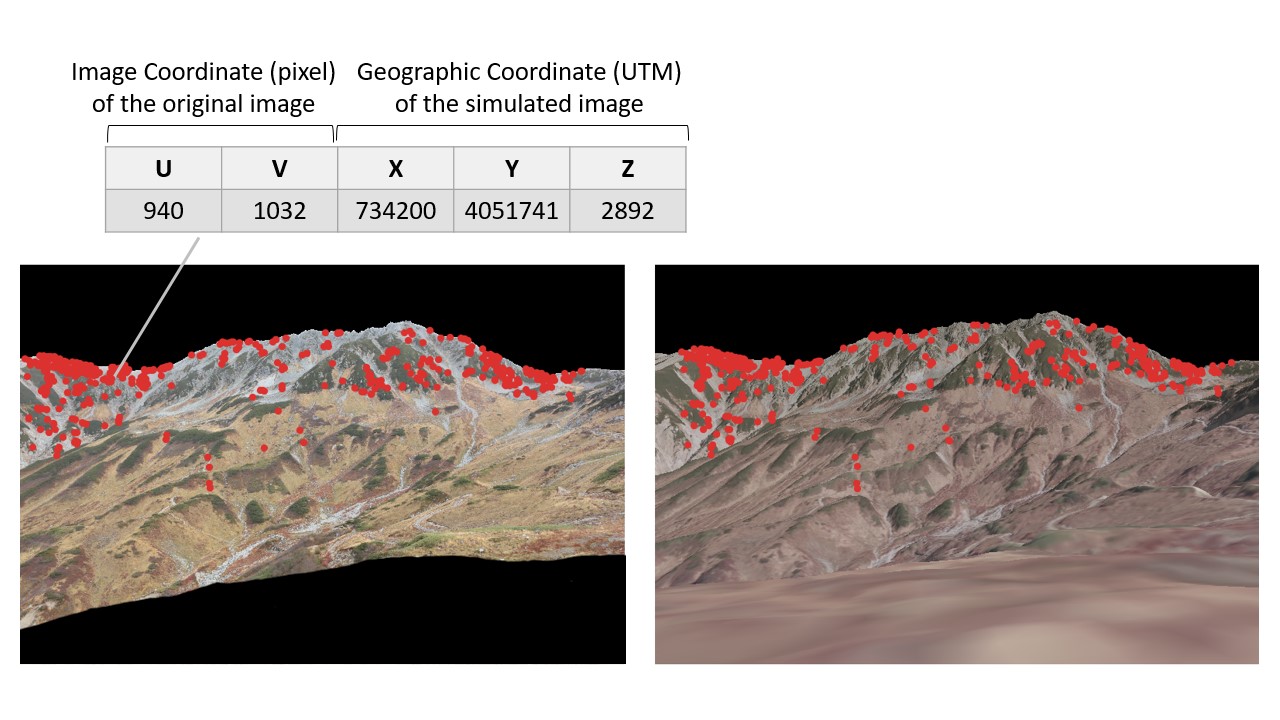 Image Coordinate (pixel)
of the original image
Geographic Coordinate (UTM)
of the simulated image
U V X Y Z
940 1032 734200 4051741 2892